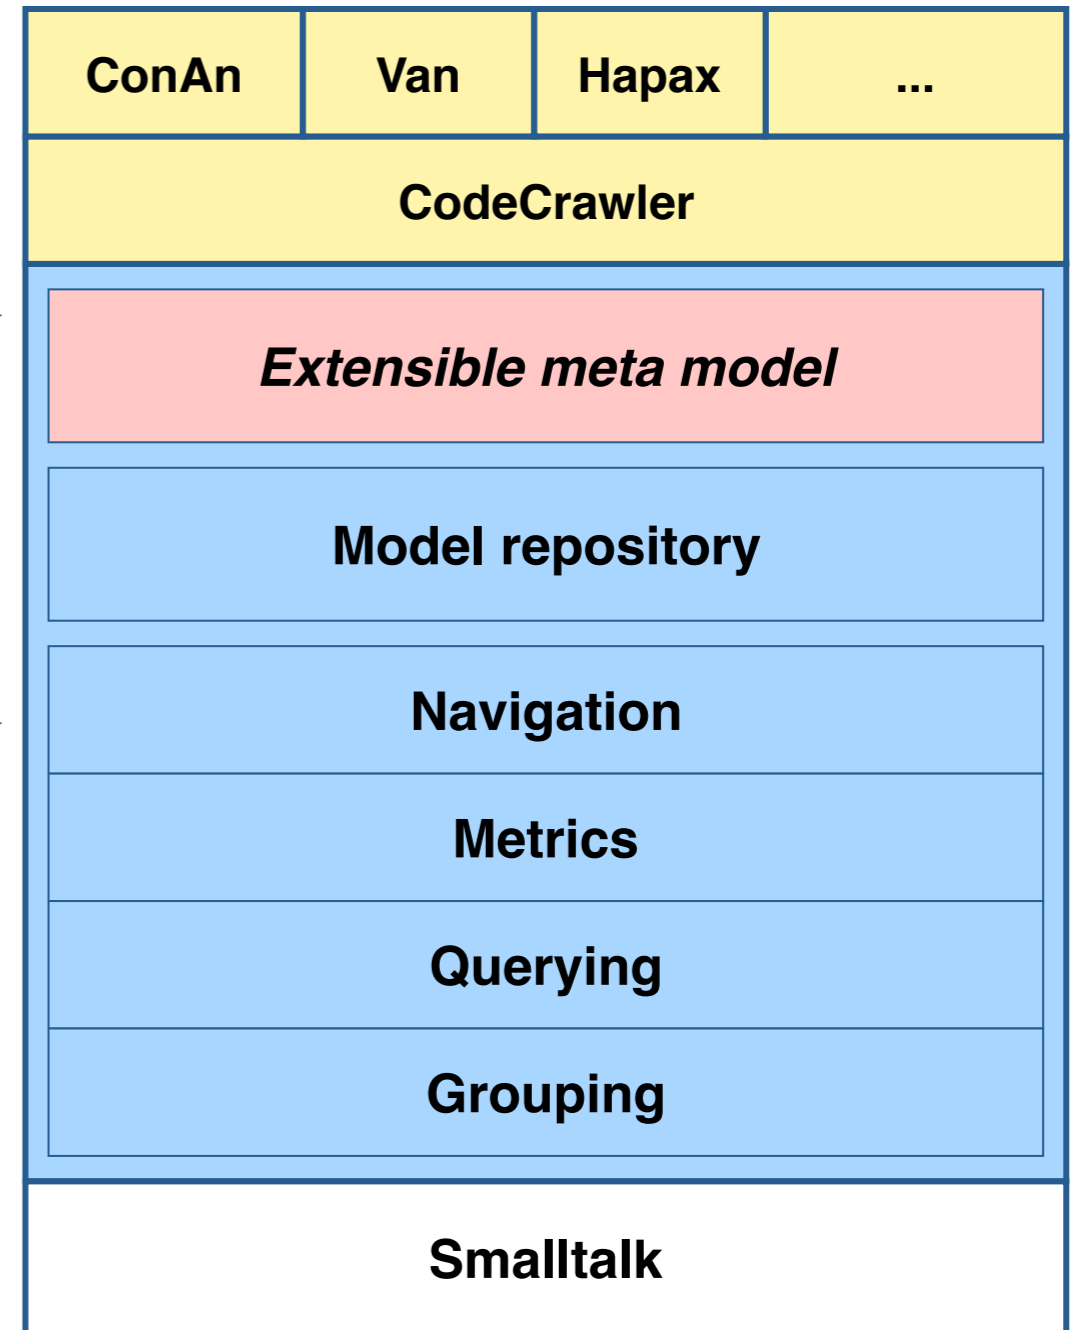 ConAn Van Hapax ...
CodeCrawler
Extensible meta model
Model repository
Navigation
Metrics
Querying
Grouping
Smalltalk